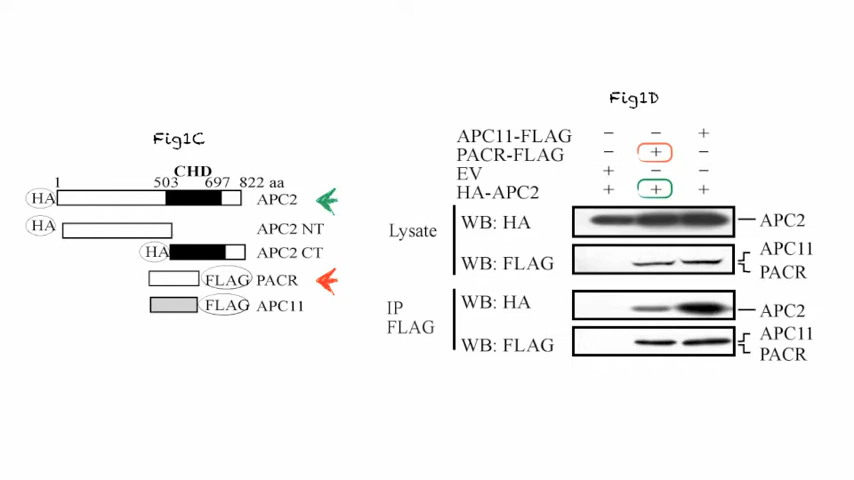 Fig1C
CHD
1 503 697 822 aa
HA APC2
HA APC2 NT
HA APC2 CT
FLAG PACR
FLAG APC11
Fig1D
APC11-FLAG − − +
PACR-FLAG − + −
EV + − −
HA-APC2 + + +
Lysate
WB: HA APC2
WB: FLAG APC11
PACR
IP
FLAG
WB: HA APC2
WB: FLAG APC11
PACR